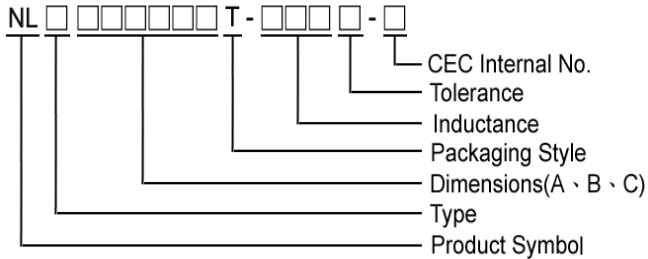 NL□ □□□□□□T-□□□□-□
CEC Internal No.
Tolerance
Inductance
Packaging Style
Dimensions(A、B、C)
Type
Product Symbol